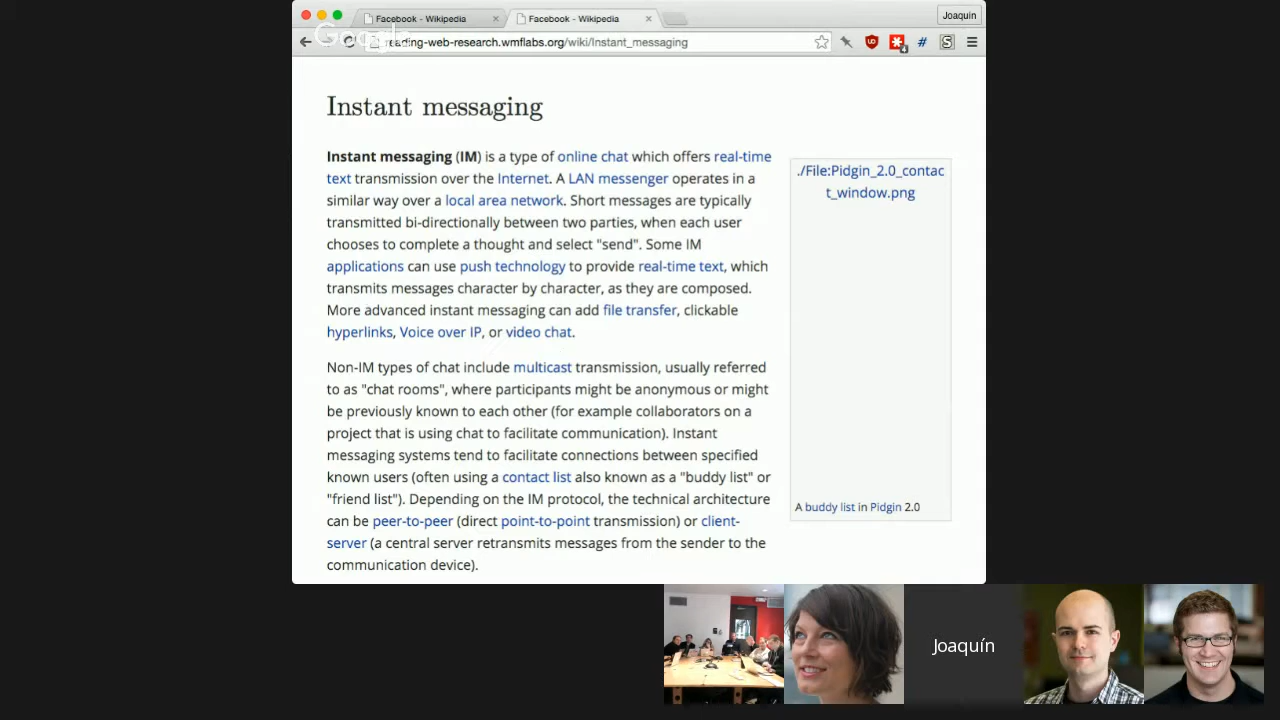 Facebook - Wikipedia
Facebook - Wikipedia
Joaquin
Google
reading-web-research.wmflabs.org/wiki/Instant_messaging
Instant messaging
Instant messaging (IM) is a type of online chat which offers real-time
text transmission over the Internet. A LAN messenger operates in a
similar way over a local area network. Short messages are typically
transmitted bi-directionally between two parties, when each user
chooses to complete a thought and select "send". Some IM
applications can use push technology to provide real-time text, which
transmits messages character by character, as they are composed.
More advanced instant messaging can add file transfer, clickable
hyperlinks, Voice over IP, or video chat.
./File:Pidgin_2.0_contac
t_window.png
A buddy list in Pidgin 2.0
Non-IM types of chat include multicast transmission, usually referred
to as "chat rooms", where participants might be anonymous or might
be previously known to each other (for example collaborators on a
project that is using chat to facilitate communication). Instant
messaging systems tend to facilitate connections between specified
known users (often using a contact list also known as a "buddy list" or
"friend list"). Depending on the IM protocol, the technical architecture
can be peer-to-peer (direct point-to-point transmission) or client-
server (a central server retransmits messages from the sender to the
communication device).
Joaquín